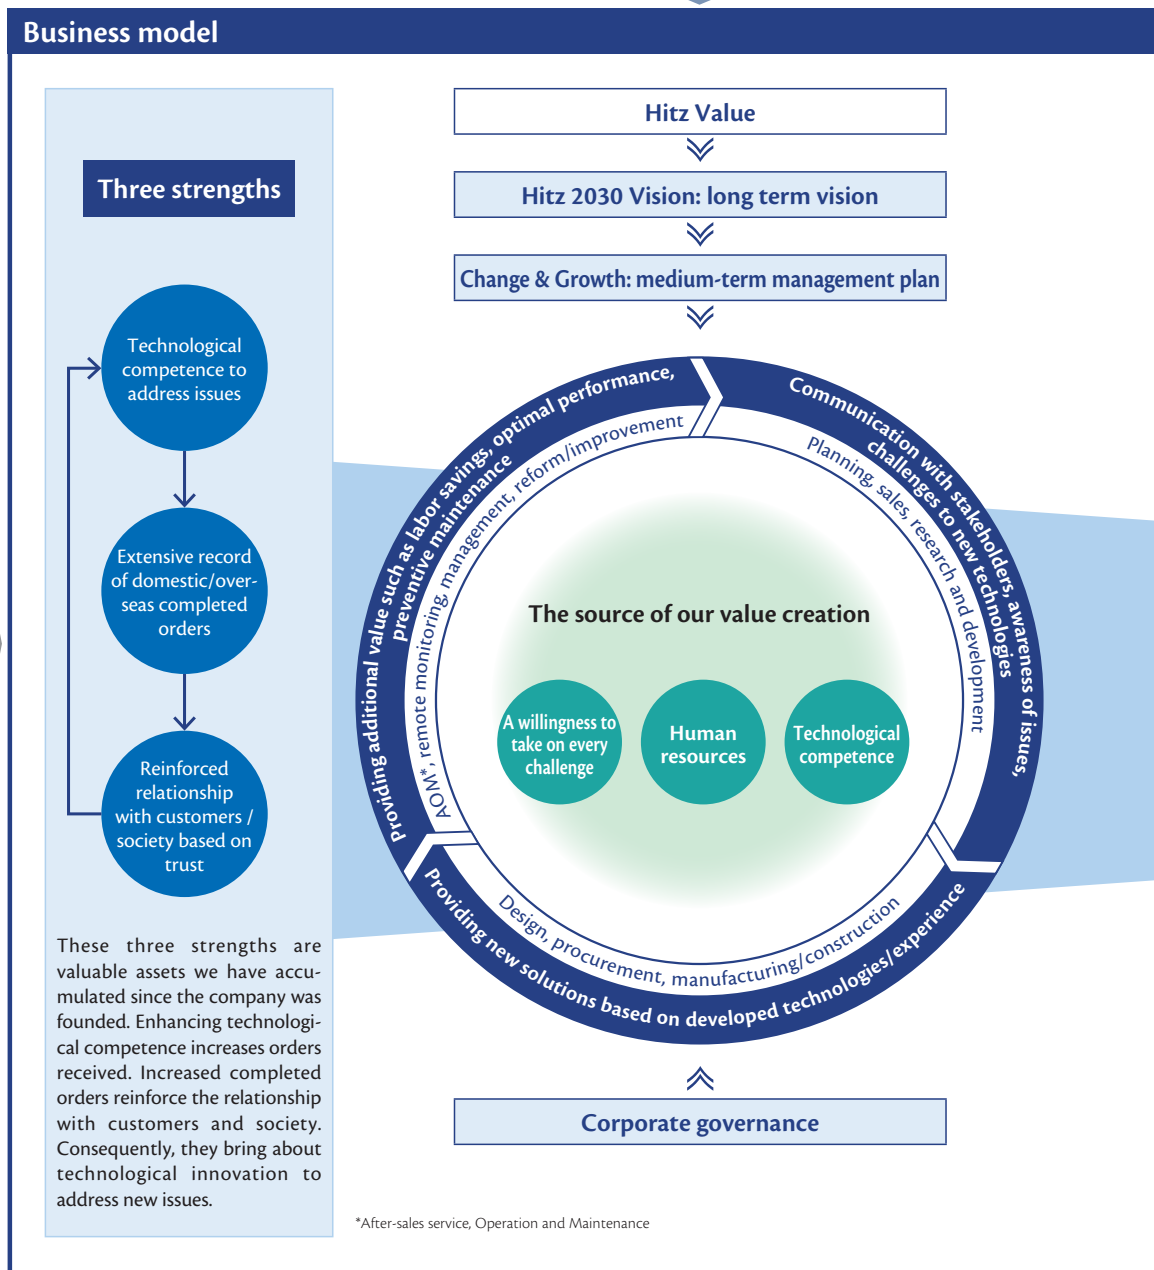 Business model
Three strengths
Technological
competence to
address issues
Extensive record
of domestic/over-
seas completed
orders
Reinforced
relationship
with customers /
society based on
trust
These three strengths are
valuable assets we have accu-
mulated since the company was
founded. Enhancing technologi-
cal competence increases orders
received. Increased completed
orders reinforce the relationship
with customers and society.
Consequently, they bring about
technological innovation to
address new issues.
Hitz Value
Hitz 2030 Vision: long term vision
Change & Growth: medium-term management plan
Communication with stakeholders, awareness of issues,
challenges to new technologies
Planning, sales, research and development
Providing new solutions based on developed technologies/experience
Design, procurement, manufacturing/construction
Providing additional value such as labor savings, optimal performance,
preventive maintenance
AOM*, remote monitoring, management, reform/improvement
The source of our value creation
A willingness to
take on every
challenge
Human
resources
Technological
competence
Corporate governance
*After-sales service, Operation and Maintenance